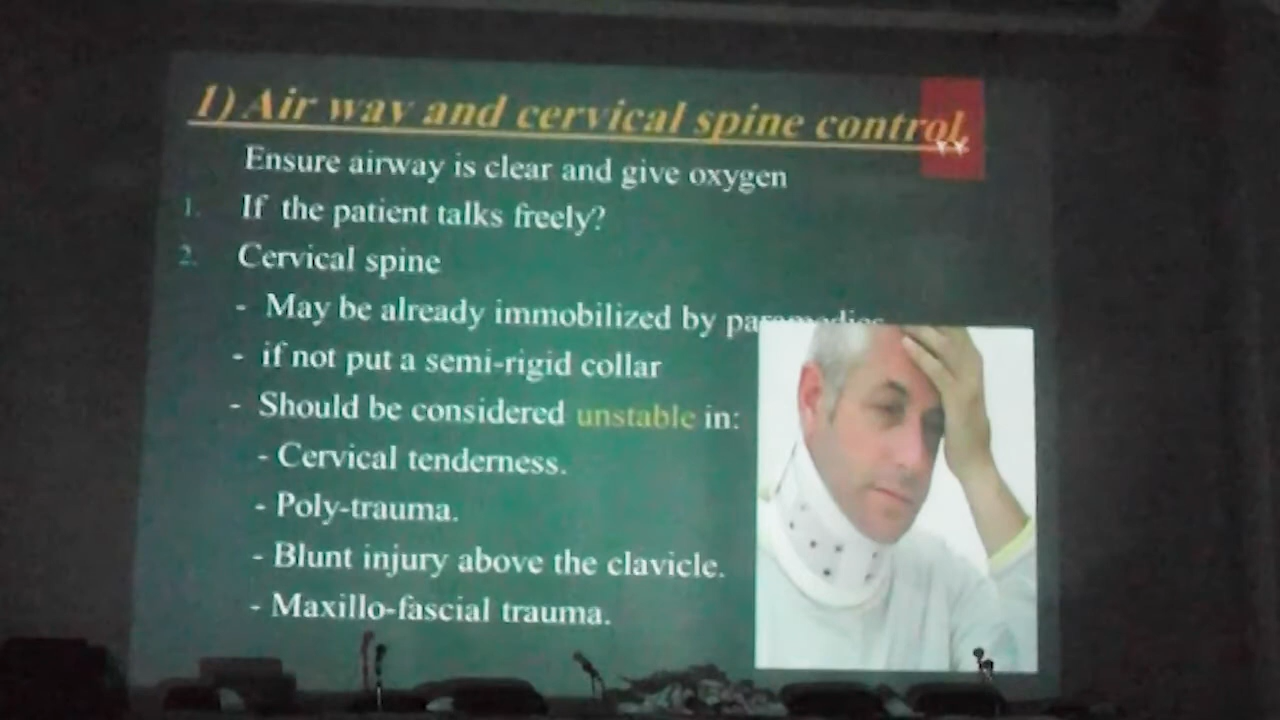 1) Air way and cervical spine control.
Ensure airway is clear and give oxygen
1. If the patient talks freely?
2. Cervical spine
- May be already immobilized by paramedics
- if not put a semi-rigid collar
- Should be considered unstable in:
- Cervical tenderness.
- Poly-trauma.
- Blunt injury above the clavicle.
- Maxillo-fascial trauma.